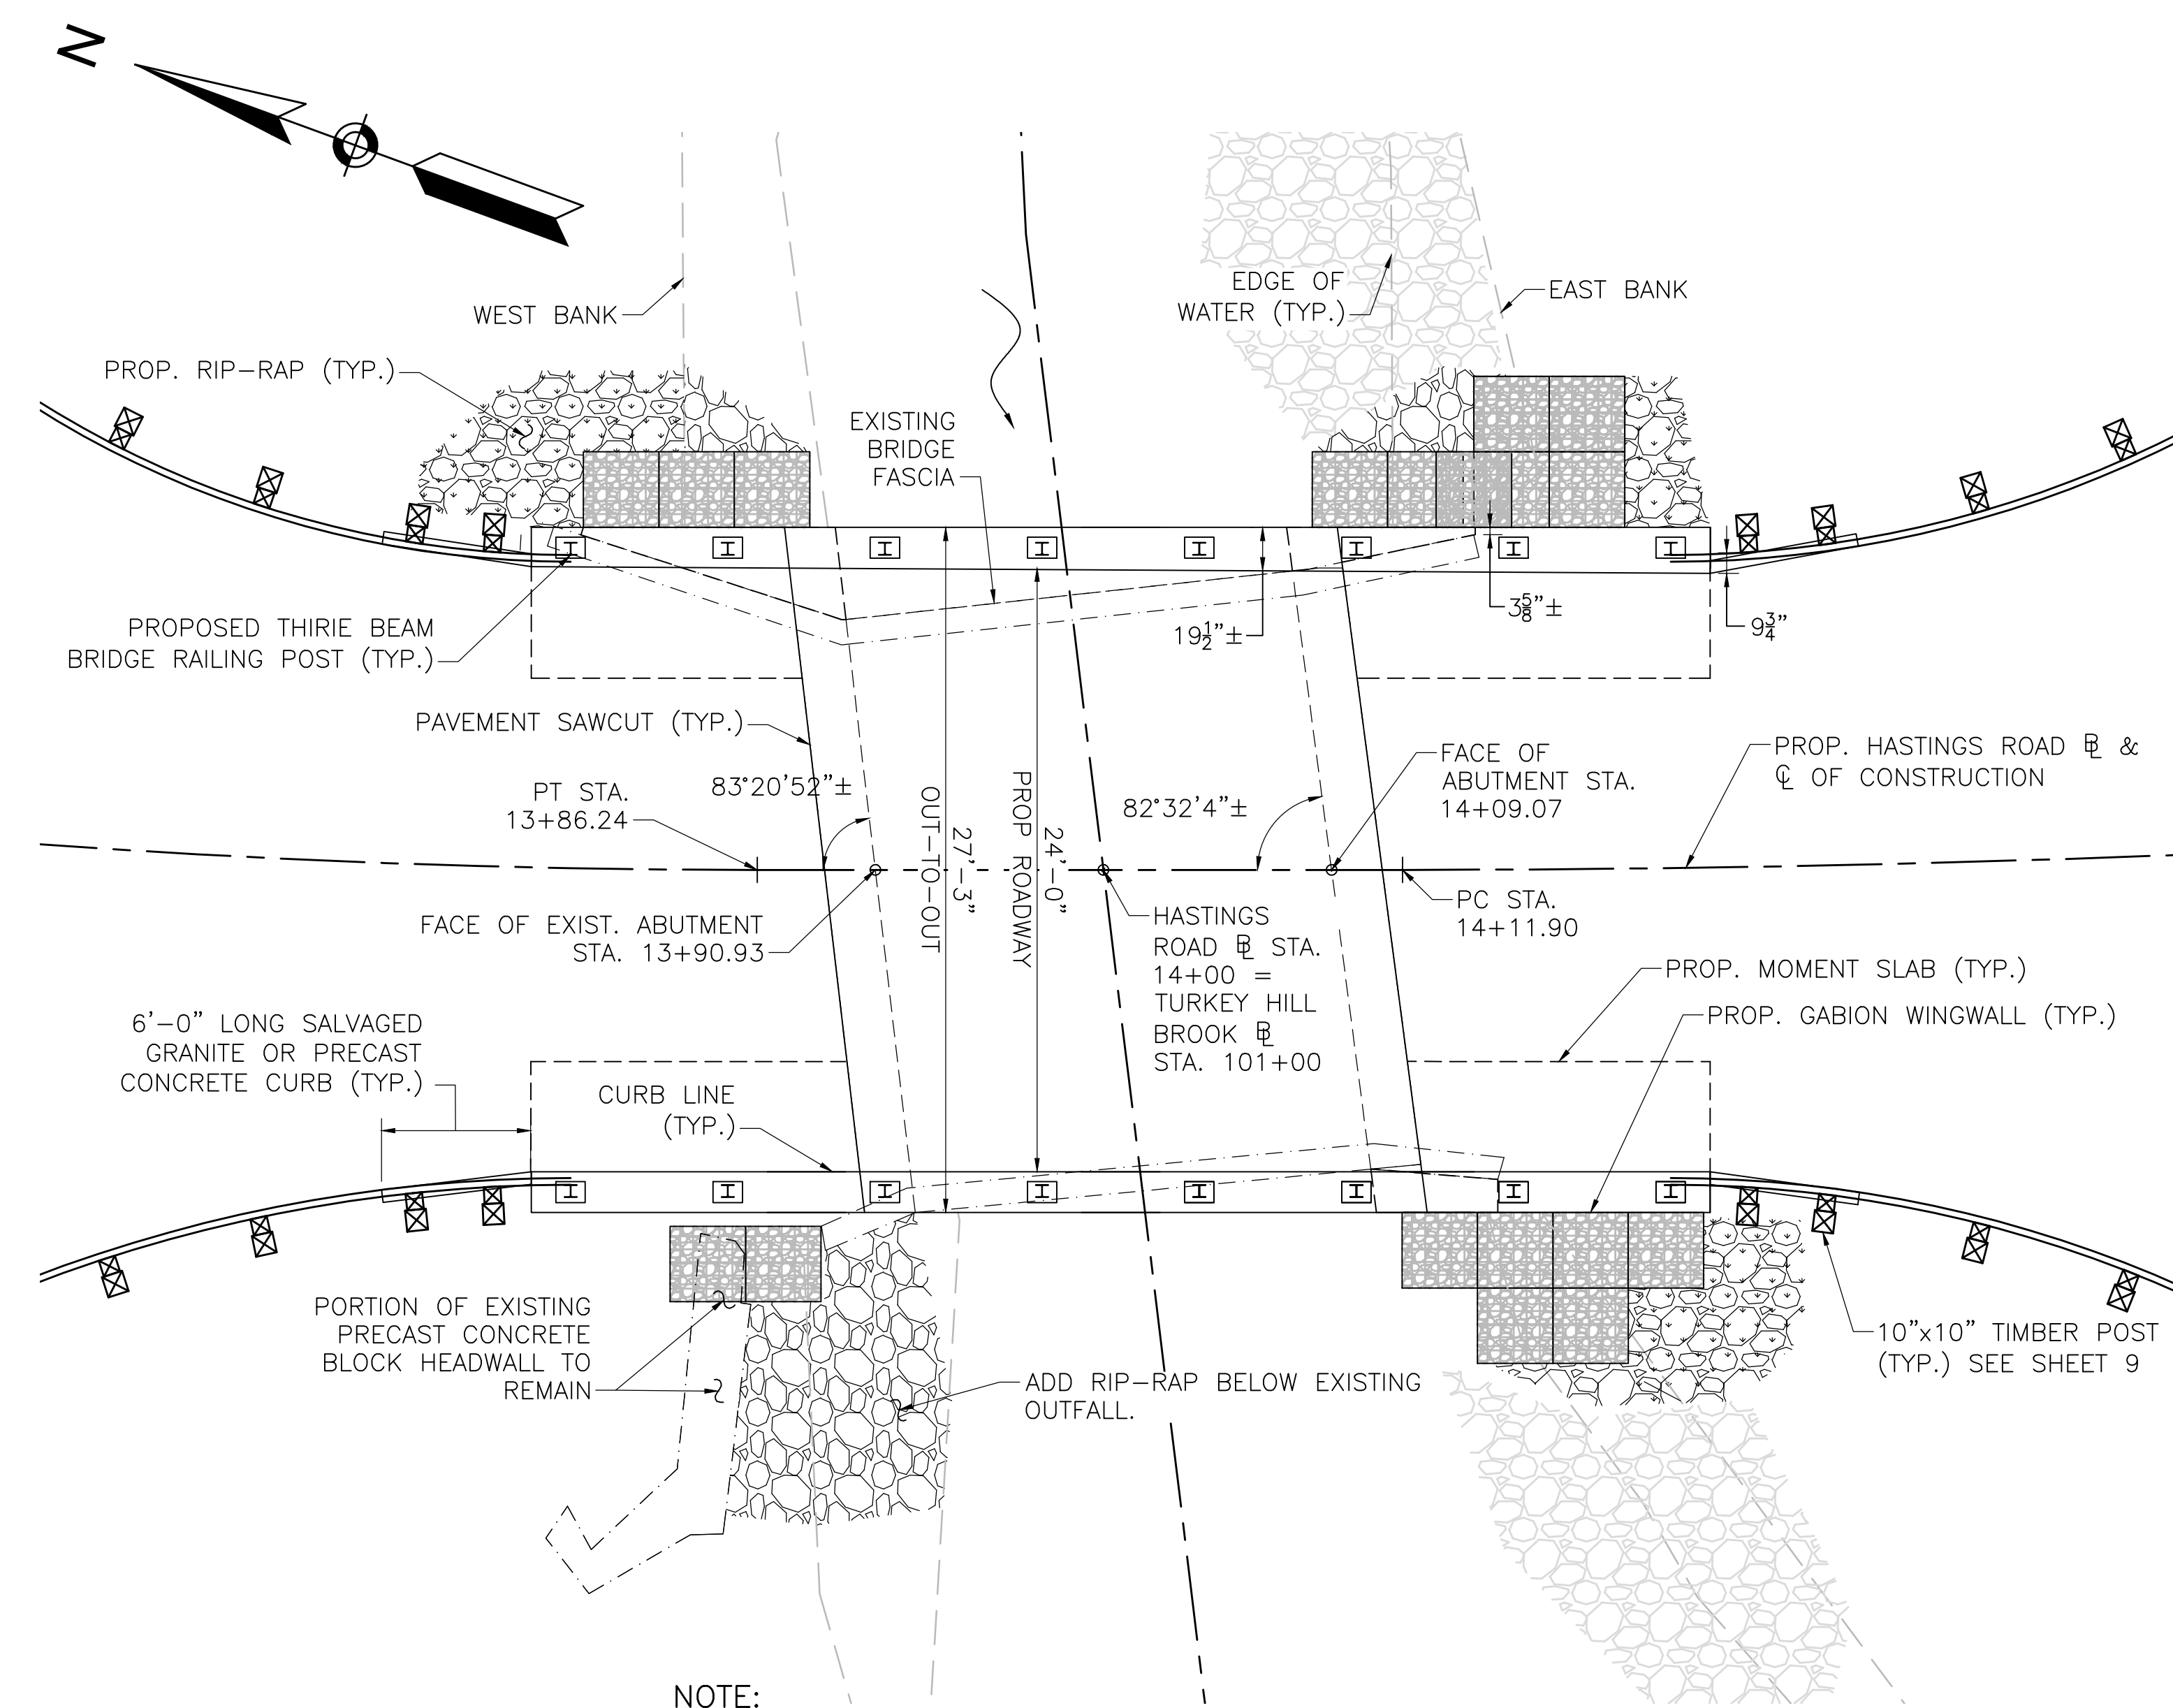 N
WEST BANK
EDGE OF
WATER (TYP.)
EAST BANK
PROP. RIP-RAP (TYP.)
EXISTING
BRIDGE
FASCIA
PROPOSED THIRIE BEAM
BRIDGE RAILING POST (TYP.)
19½"±
3⅝"±
9¾"
PAVEMENT SAWCUT (TYP.)
83°20'52"±
PT STA.
13+86.24
OUT-TO-OUT
27'-3"
PROP ROADWAY
24'-0"
82°32'4"±
FACE OF
ABUTMENT STA.
14+09.07
PROP. HASTINGS ROAD BL &
CL OF CONSTRUCTION
FACE OF EXIST. ABUTMENT
STA. 13+90.93
HASTINGS
ROAD BL STA.
14+00 =
TURKEY HILL
BROOK BL
STA. 101+00
PC STA.
14+11.90
PROP. MOMENT SLAB (TYP.)
PROP. GABION WINGWALL (TYP.)
6'-0" LONG SALVAGED
GRANITE OR PRECAST
CONCRETE CURB (TYP.)
CURB LINE
(TYP.)
PORTION OF EXISTING
PRECAST CONCRETE
BLOCK HEADWALL TO
REMAIN
ADD RIP-RAP BELOW EXISTING
OUTFALL.
10"x10" TIMBER POST
(TYP.) SEE SHEET 9
NOTE: